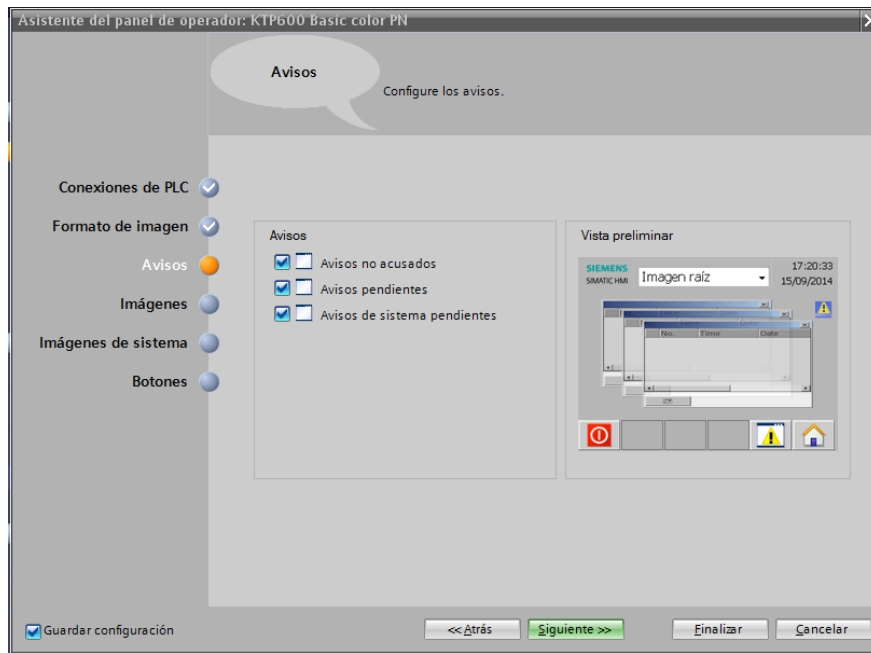 Asistente del panel de operador: KTP600 Basic color PN
Avisos
Configure los avisos.
Conexiones de PLC
Formato de imagen
Avisos
Imágenes
Imágenes de sistema
Botones
Avisos
Avisos no acusados
Avisos pendientes
Avisos de sistema pendientes
Vista preliminar
SIEMENS
SIMATIC HMI
Imagen raíz
17:20:33
15/09/2014
No. Time Date
Guardar configuración
<< Atrás
Siguiente >>
Finalizar
Cancelar